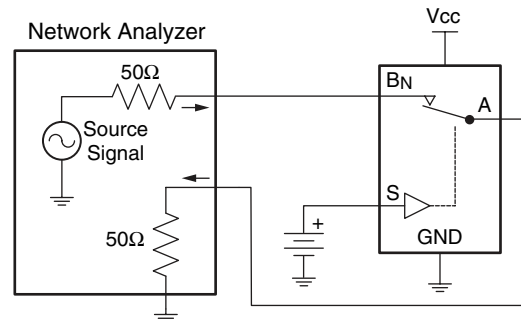 Vcc
Network Analyzer
50Ω
BN
A
Source
Signal
S
+
50Ω
GND